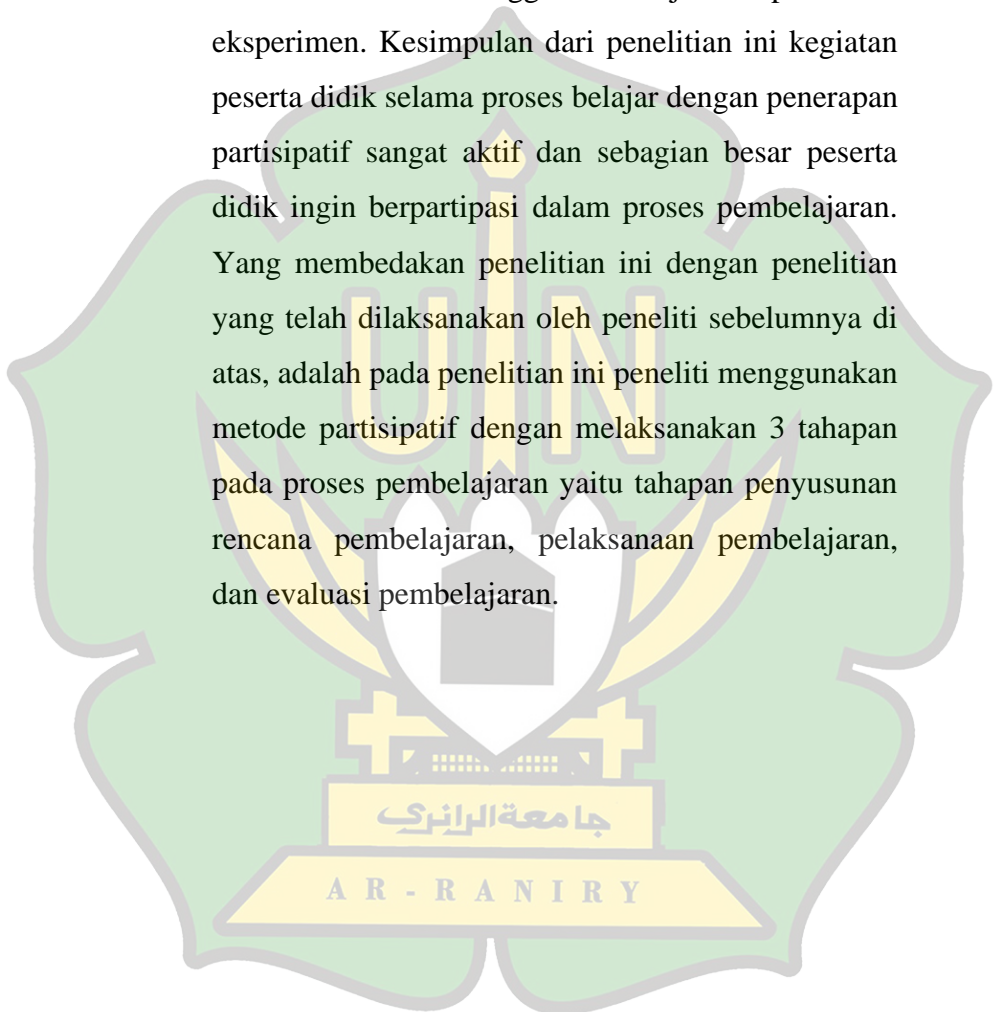 eksperimen. Kesimpulan dari penelitian ini kegiatan
peserta didik selama proses belajar dengan penerapan
partisipatif sangat aktif dan sebagian besar peserta
didik ingin berpartipasi dalam proses pembelajaran.
Yang membedakan penelitian ini dengan penelitian
yang telah dilaksanakan oleh peneliti sebelumnya di
atas, adalah pada penelitian ini peneliti menggunakan
metode partisipatif dengan melaksanakan 3 tahapan
pada proses pembelajaran yaitu tahapan penyusunan
rencana pembelajaran, pelaksanaan pembelajaran,
dan evaluasi pembelajaran.
UIN
جامعةالرانري
AR-RANIRY